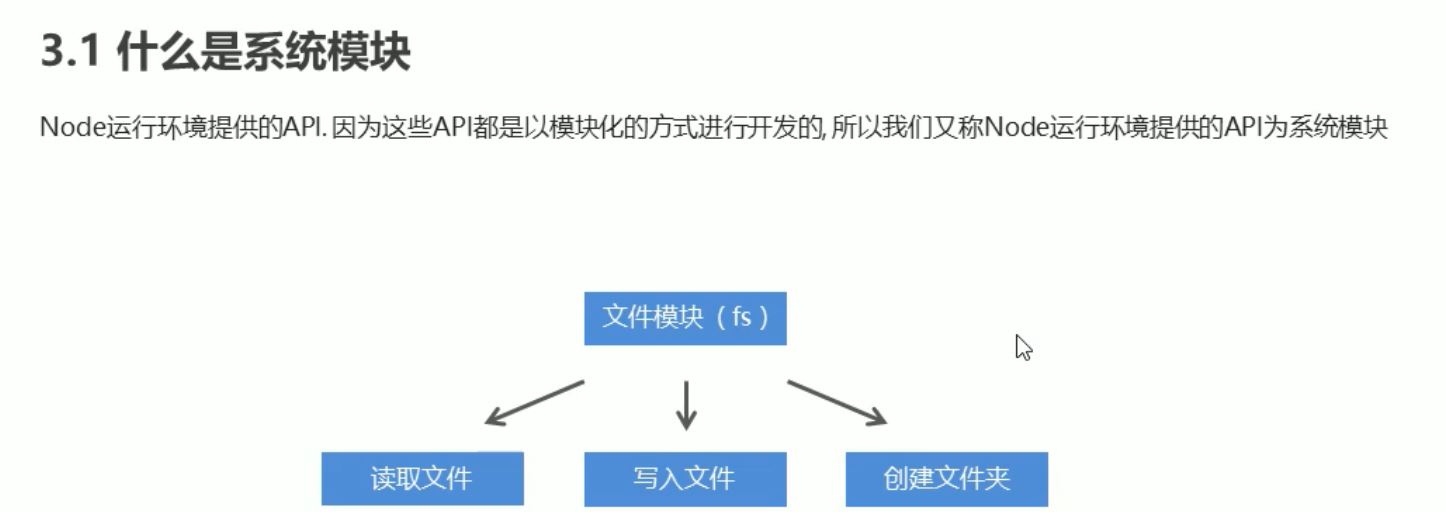 3.1 什么是系统模块
Node运行环境提供的API. 因为这些API都是以模块化的方式进行开发的, 所以我们又称Node运行环境提供的API为系统模块
文件模块（fs）
读取文件
写入文件
创建文件夹